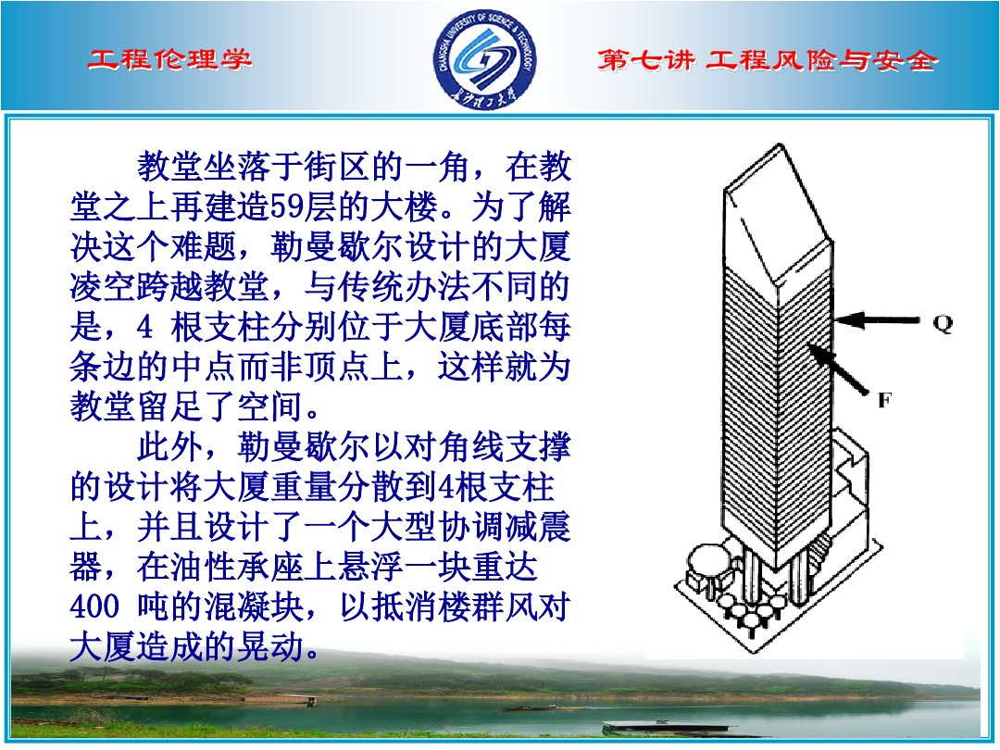 工程伦理学
CHANGSHA UNIVERSITY OF SCIENCE & TECHNOLOGY
长沙理工大学
第七讲 工程风险与安全
教堂坐落于街区的一角，在教
堂之上再建造59层的大楼。为了解
决这个难题，勒曼歇尔设计的大厦
凌空跨越教堂，与传统办法不同的
是，4 根支柱分别位于大厦底部每
条边的中点而非顶点上，这样就为
教堂留足了空间。
此外，勒曼歇尔以对角线支撑
的设计将大厦重量分散到4根支柱
上，并且设计了一个大型协调减震
器，在油性承座上悬浮一块重达
400 吨的混凝块，以抵消楼群风对
大厦造成的晃动。
Q
F